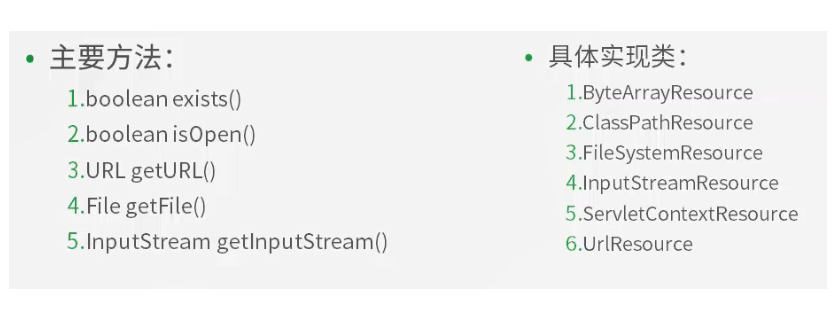 • 主要方法：
1.boolean exists()
2.boolean isOpen()
3.URL getURL()
4.File getFile()
5.InputStream getInputStream()
• 具体实现类：
1.ByteArrayResource
2.ClassPathResource
3.FileSystemResource
4.InputStreamResource
5.ServletContextResource
6.UrlResource